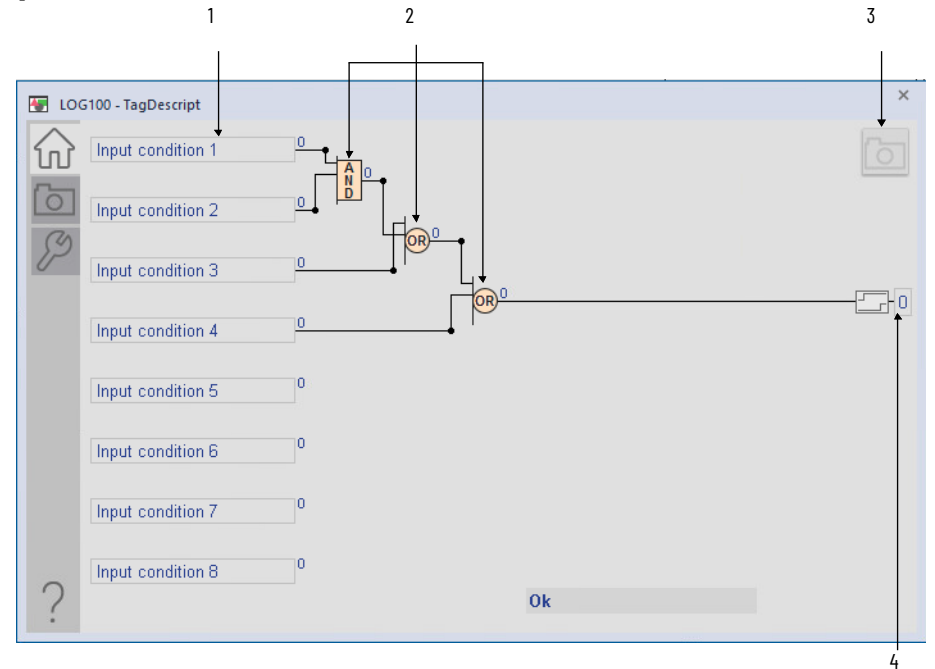 1 2 3
LOG100 - TagDescript ×
Input condition 1 0
AND 0
Input condition 2 0
OR 0
Input condition 3 0
OR 0
0
Input condition 4 0
Input condition 5 0
Input condition 6 0
Input condition 7 0
Input condition 8 0
?
Ok
4